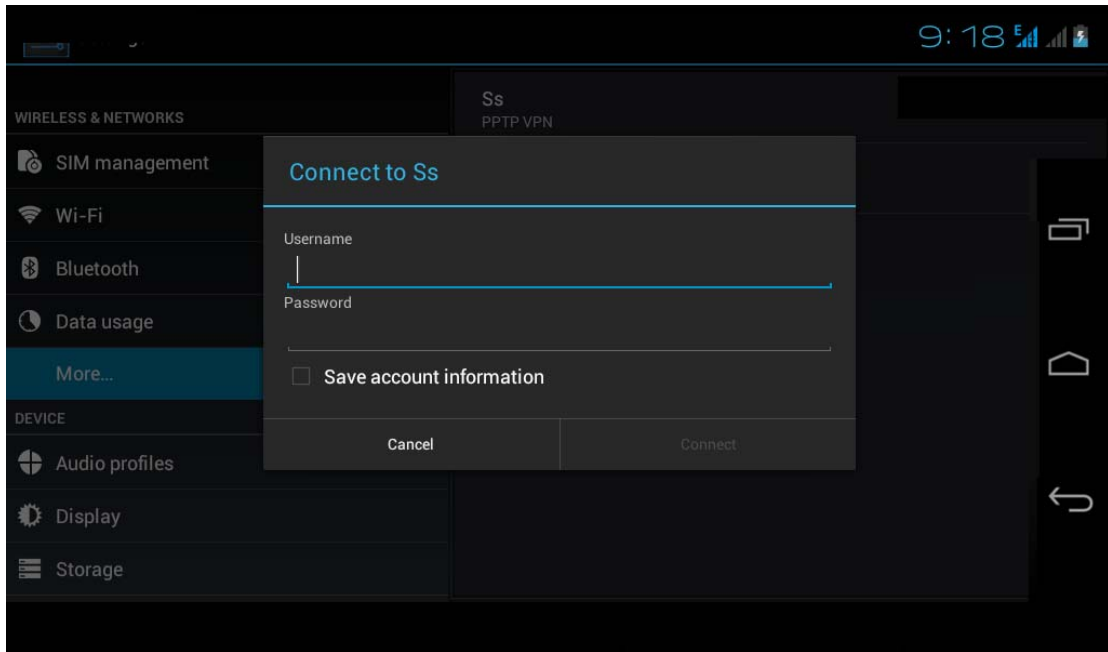 9:18 E
WIRELESS & NETWORKS
SIM management
Wi-Fi
Bluetooth
Data usage
More...
DEVICE
Audio profiles
Display
Storage
Ss
PPTP VPN
Connect to Ss
Username
Password
Save account information
Cancel
Connect